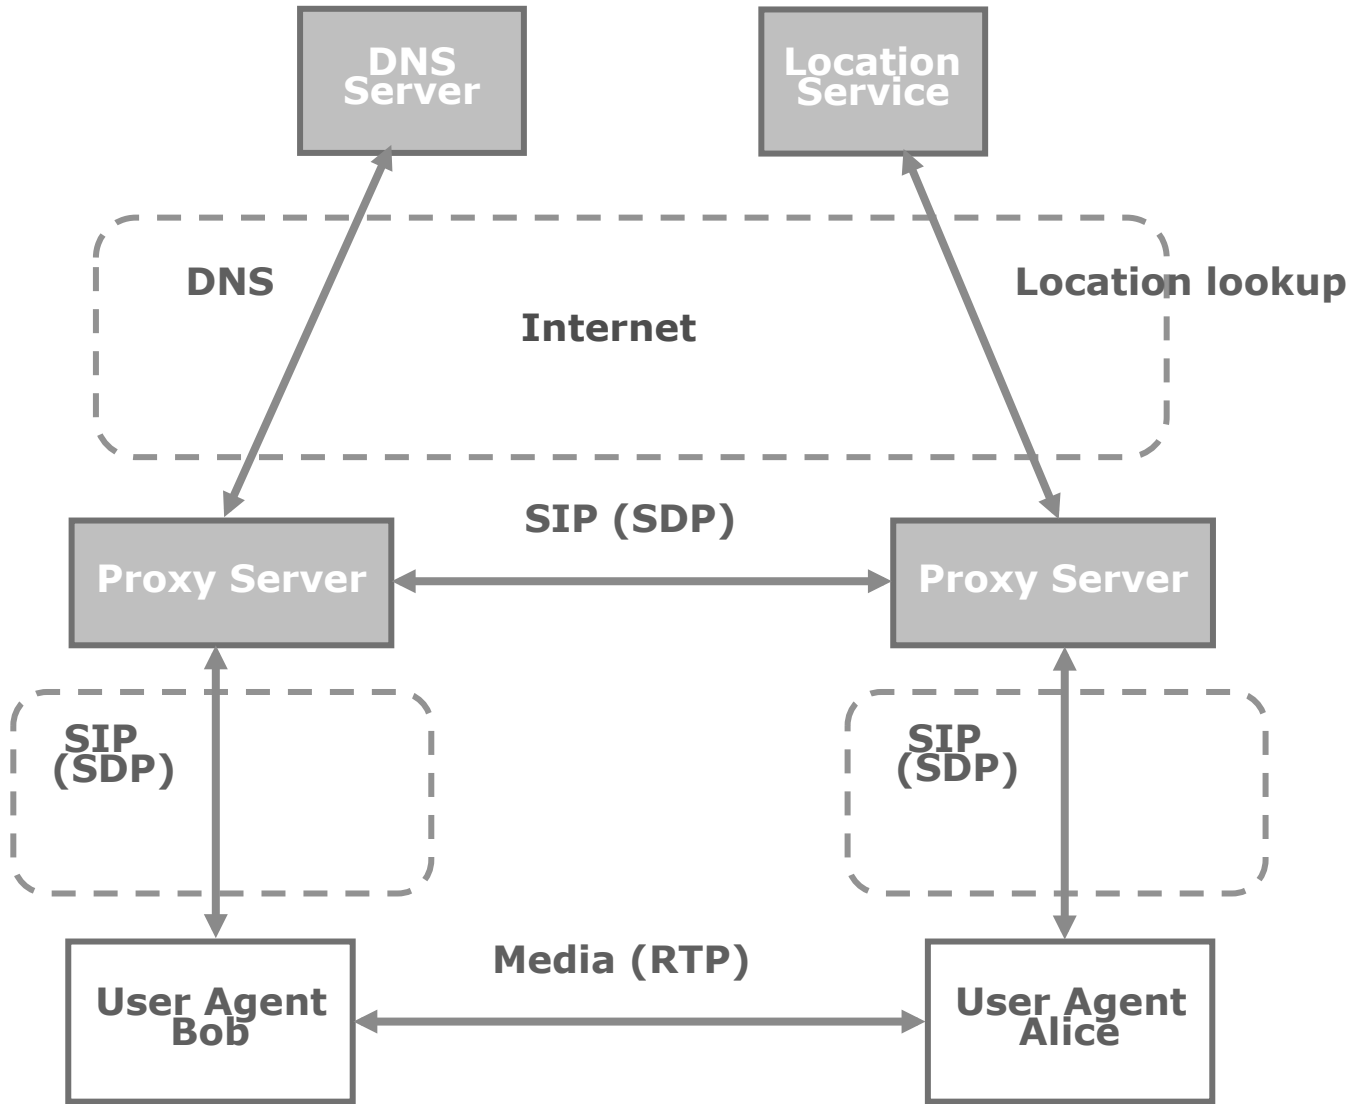 DNS
Server
Location
Service
DNS
Location lookup
Internet
SIP (SDP)
Proxy Server
Proxy Server
SIP
(SDP)
SIP
(SDP)
Media (RTP)
User Agent
Bob
User Agent
Alice